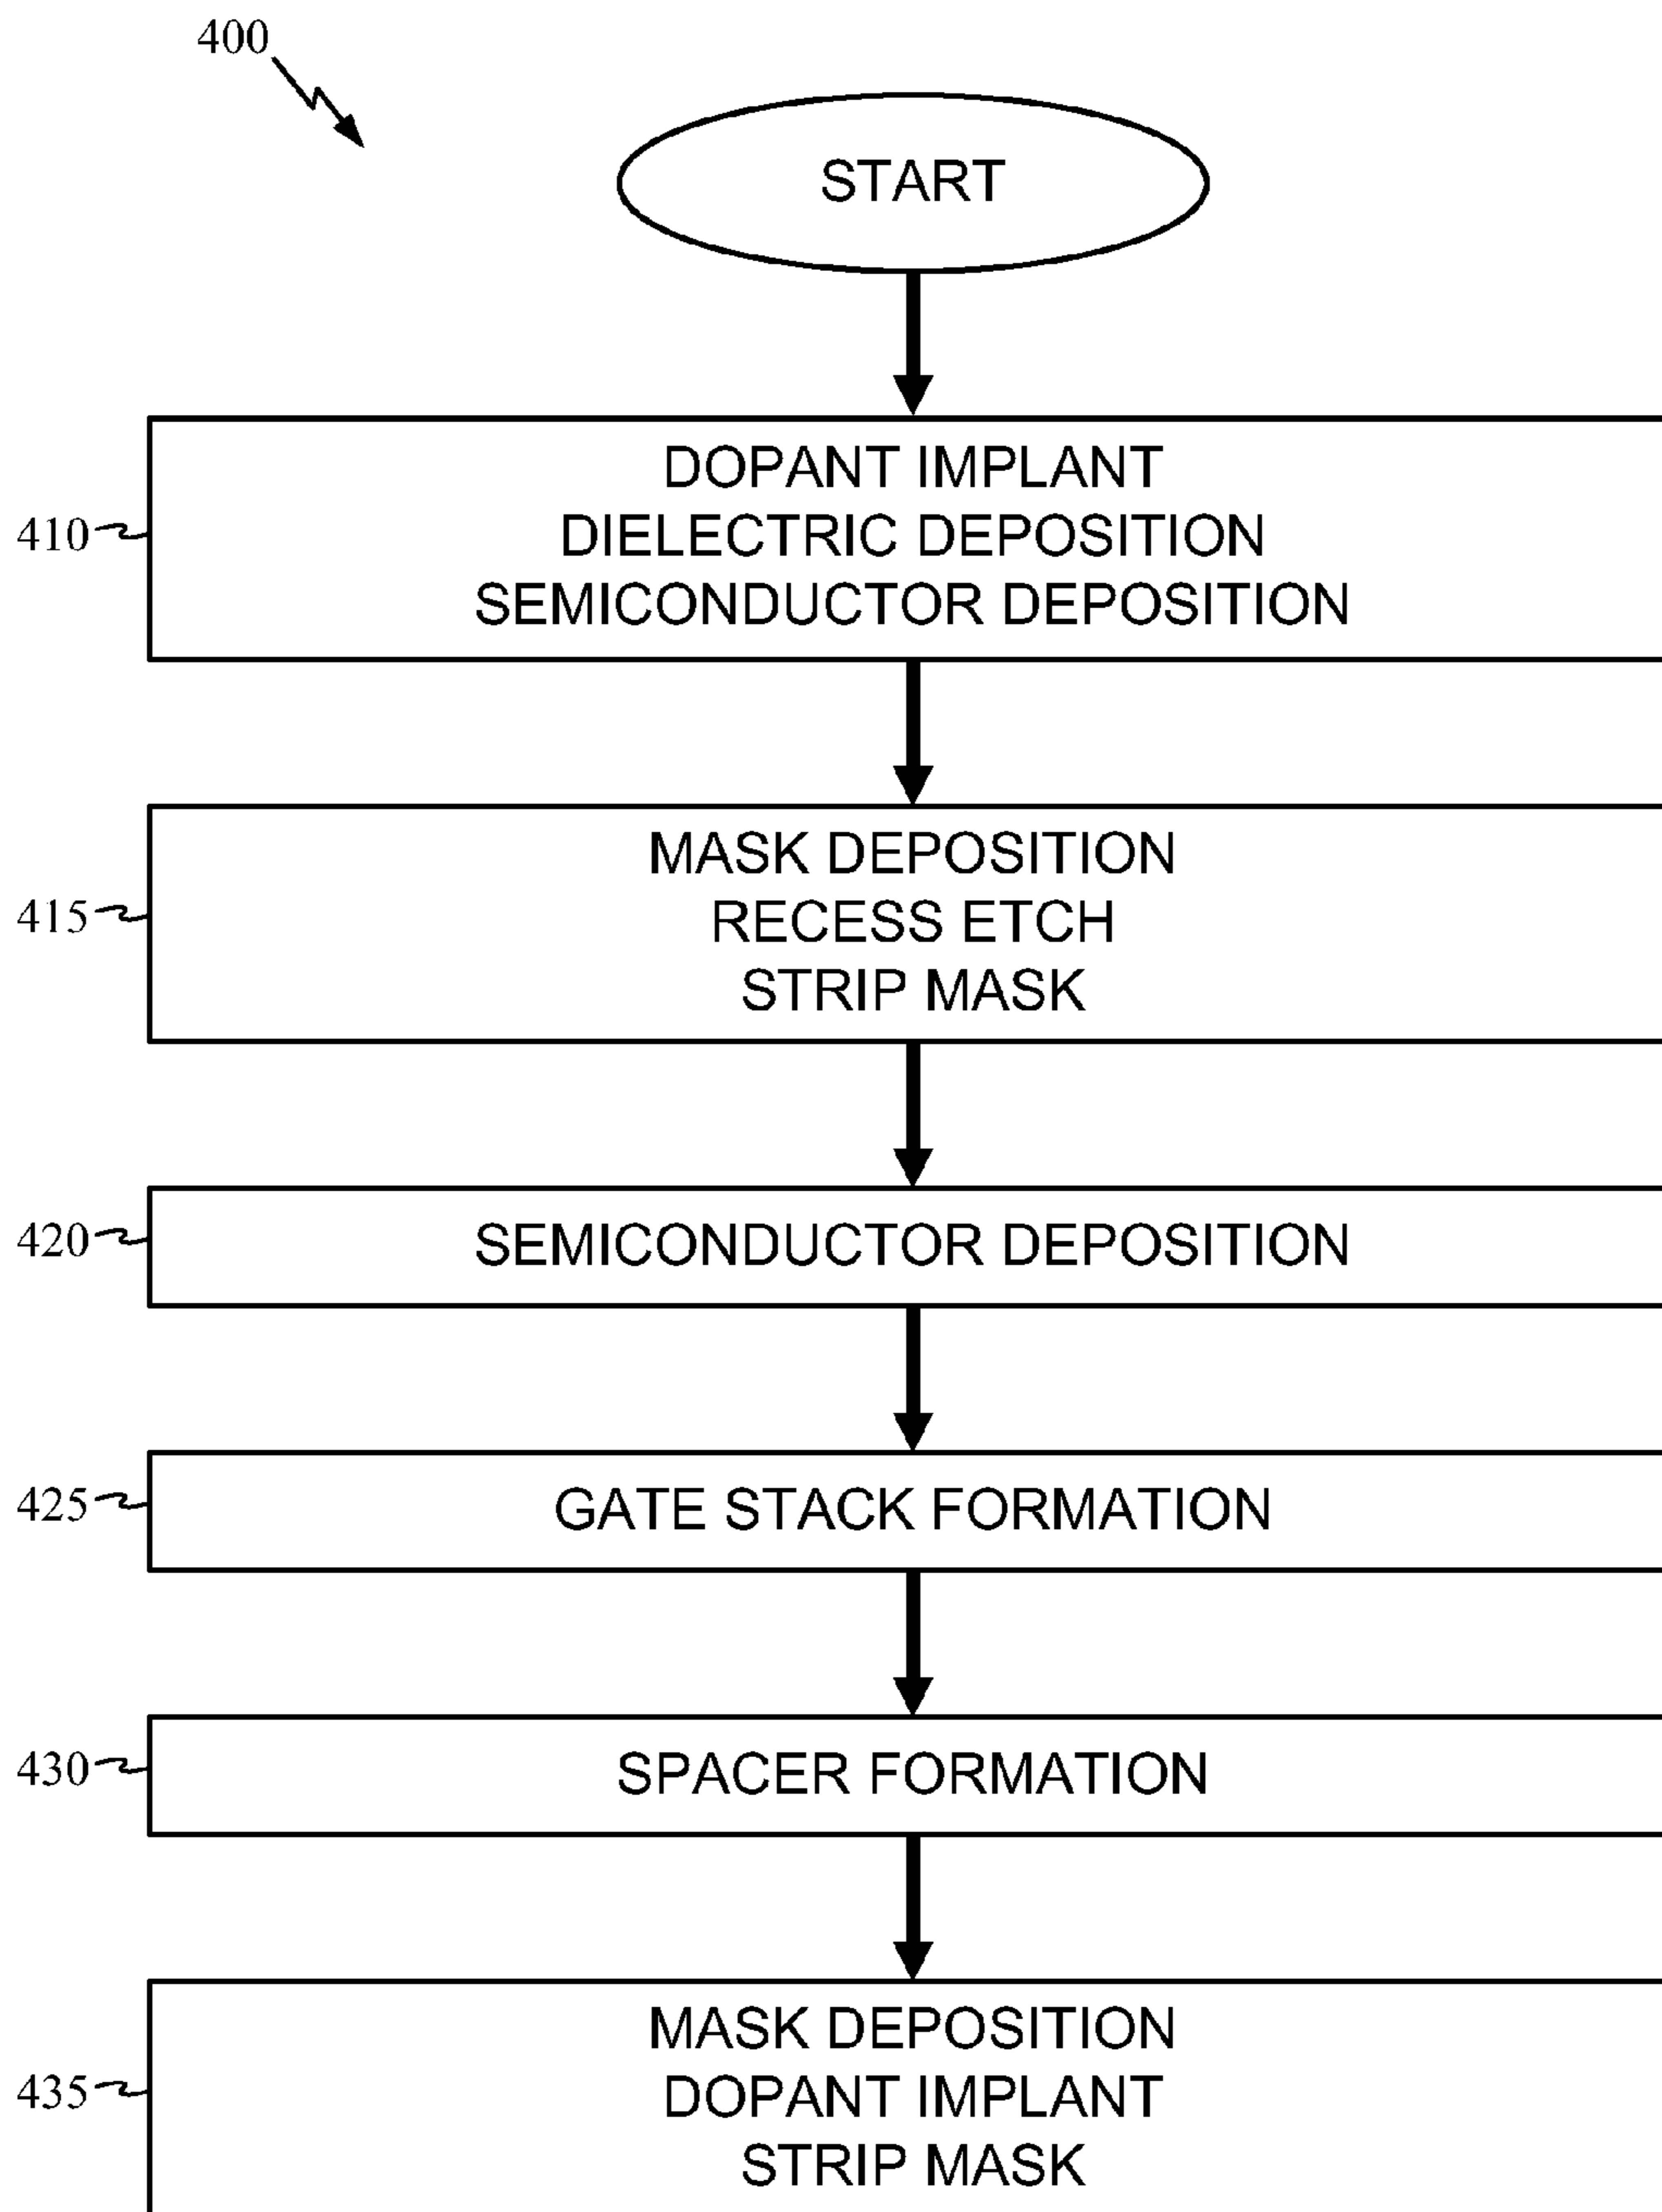 400
START
DOPANT IMPLANT
DIELECTRIC DEPOSITION
410
SEMICONDUCTOR DEPOSITION
MASK DEPOSITION
415
RECESS ETCH
STRIP MASK
420
SEMICONDUCTOR DEPOSITION
425
GATE STACK FORMATION
430
SPACER FORMATION
MASK DEPOSITION
435
DOPANT IMPLANT
STRIP MASK